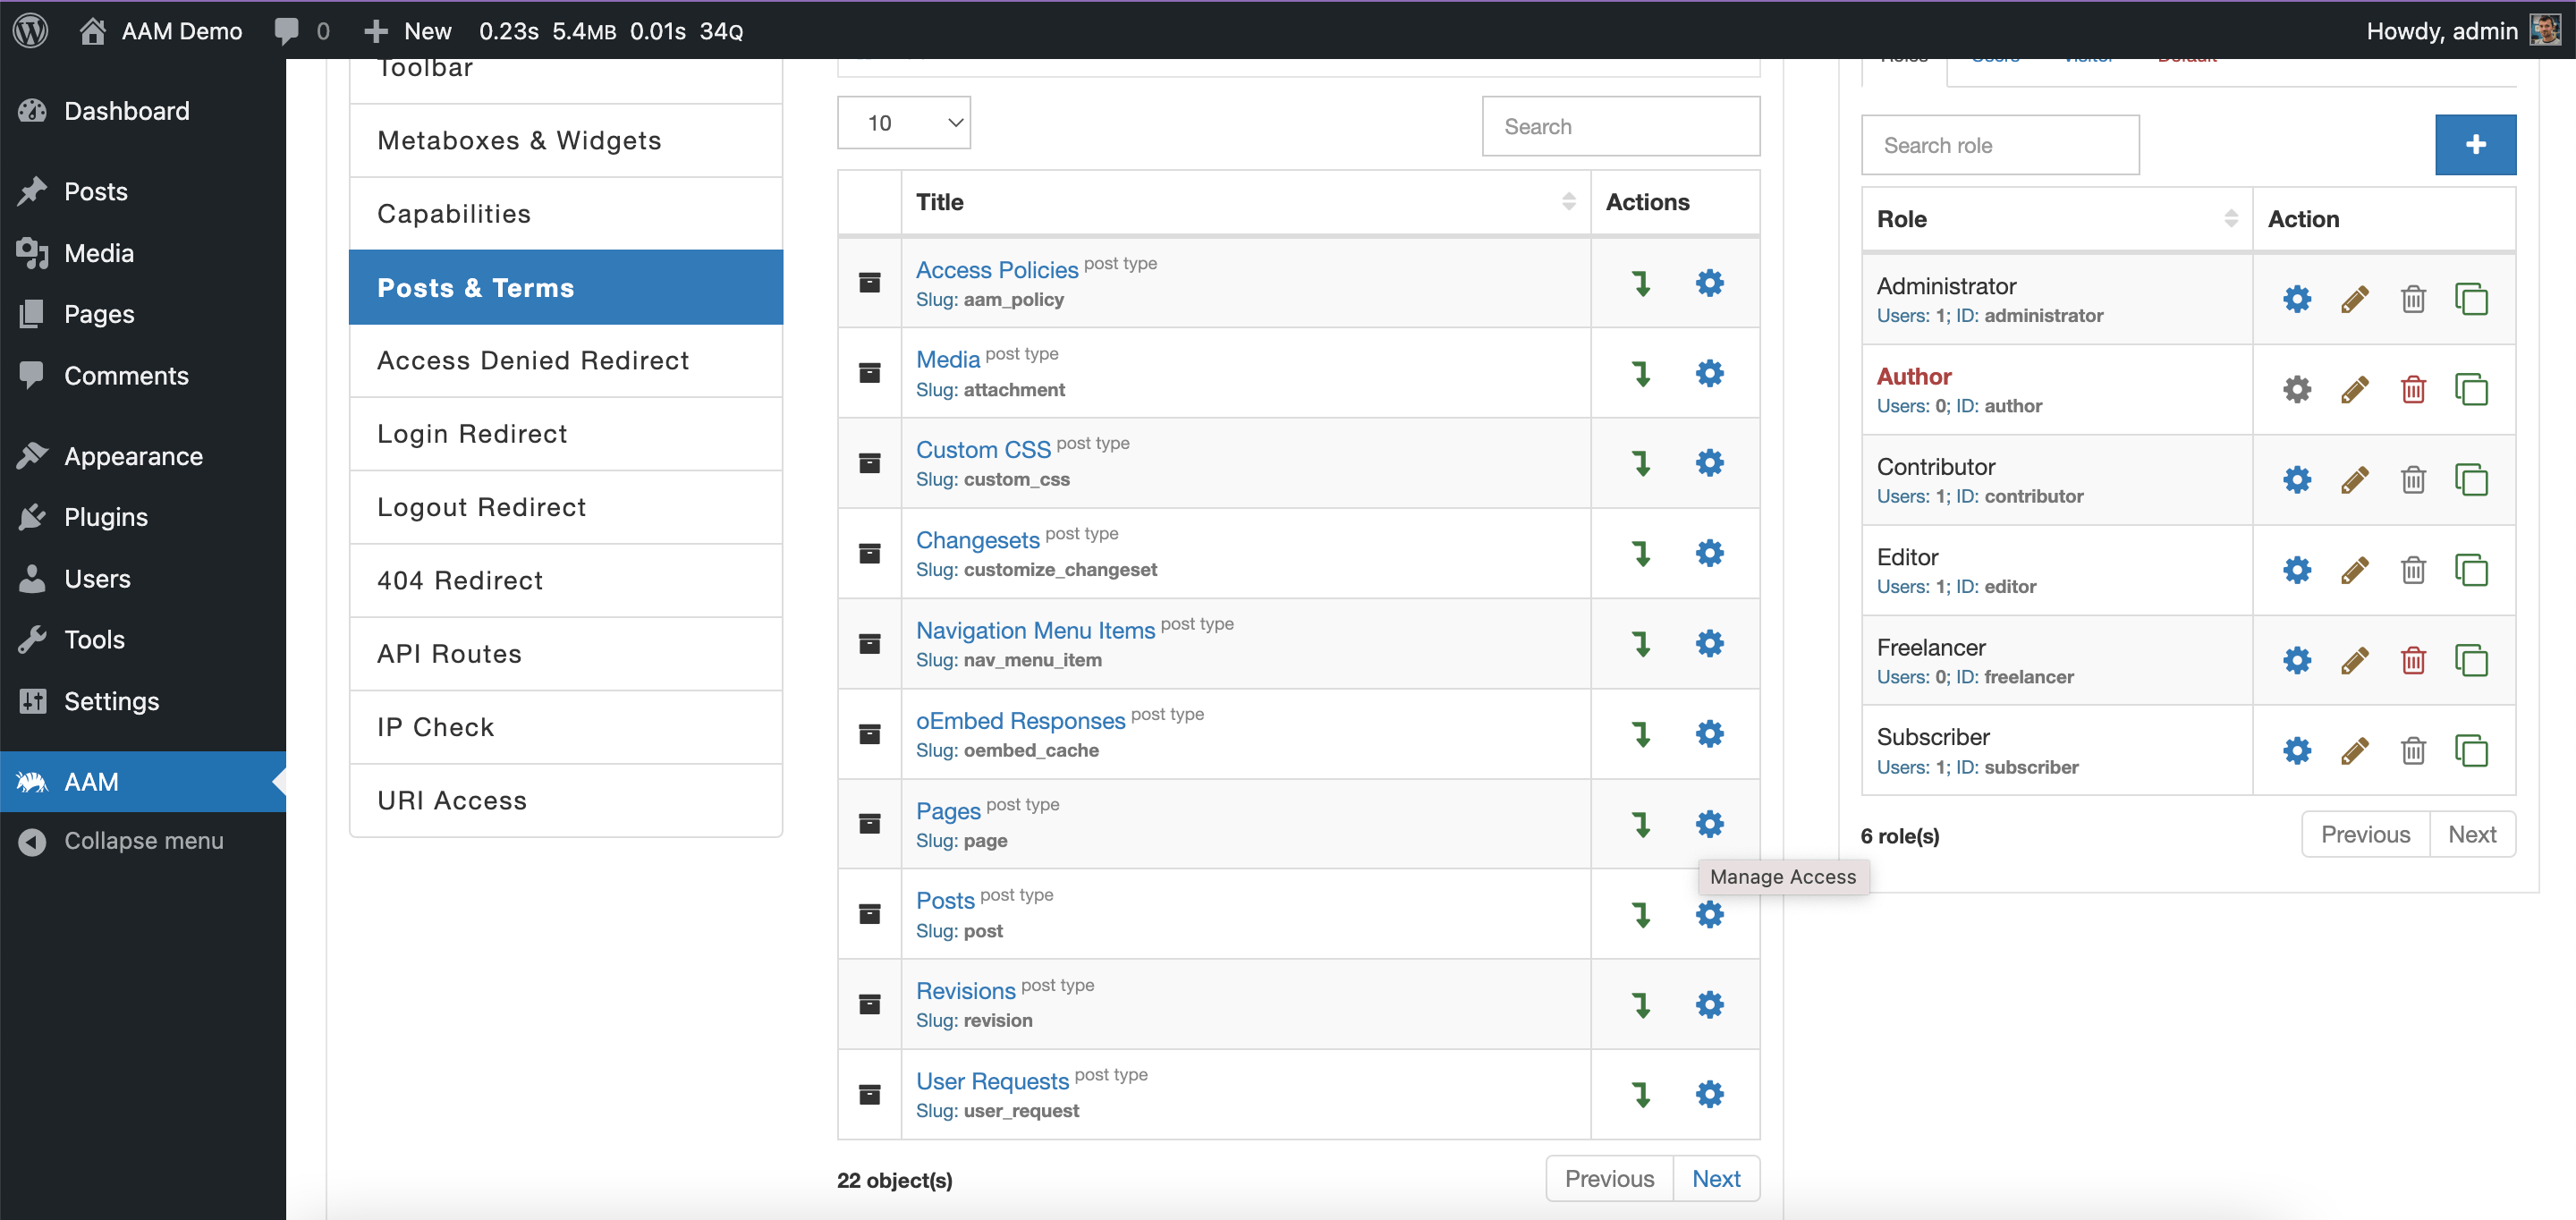 AAM Demo
0
New
0.23s 5.4MB 0.01s 34Q
Howdy, admin
Dashboard
Posts
Media
Pages
Comments
Appearance
Plugins
Users
Tools
Settings
AAM
Collapse menu
Toolbar
Metaboxes & Widgets
Capabilities
Posts & Terms
Access Denied Redirect
Login Redirect
Logout Redirect
404 Redirect
API Routes
IP Check
URI Access
10
Search
Title
Actions
Access Policies post type
Slug: aam_policy
Media post type
Slug: attachment
Custom CSS post type
Slug: custom_css
Changesets post type
Slug: customize_changeset
Navigation Menu Items post type
Slug: nav_menu_item
oEmbed Responses post type
Slug: oembed_cache
Pages post type
Slug: page
Manage Access
Posts post type
Slug: post
Revisions post type
Slug: revision
User Requests post type
Slug: user_request
22 object(s)
Previous
Next
Roles Users Visitor Default
Search role
Role
Action
Administrator
Users: 1; ID: administrator
Author
Users: 0; ID: author
Contributor
Users: 1; ID: contributor
Editor
Users: 1; ID: editor
Freelancer
Users: 0; ID: freelancer
Subscriber
Users: 1; ID: subscriber
6 role(s)
Previous
Next